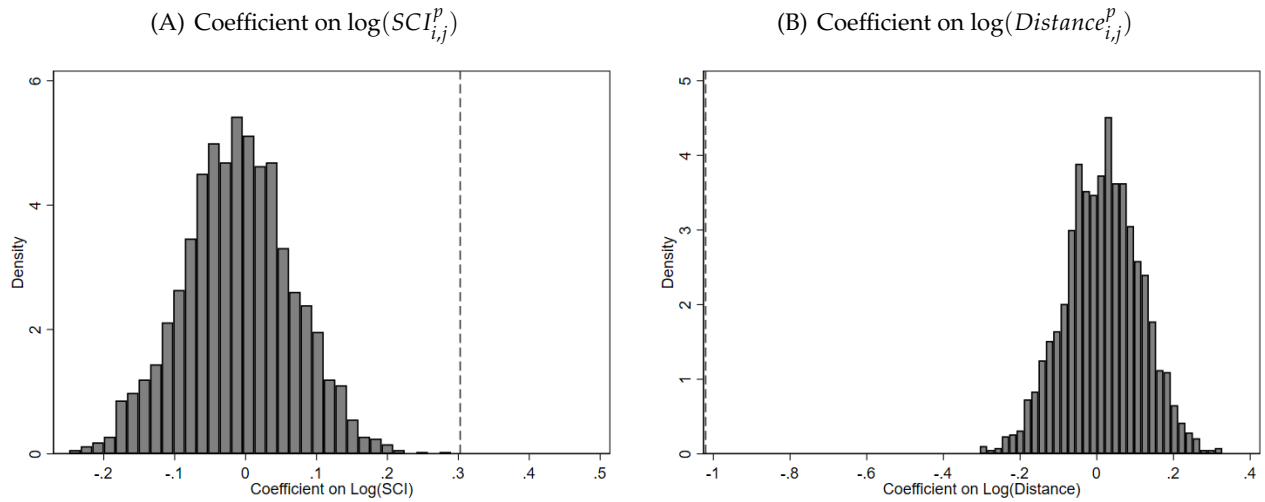 (A) Coefficient on log(SCI^p_{i,j})
6
4
2
0
Density
-.2 -.1 0 .1 .2 .3 .4 .5
Coefficient on Log(SCI)
(B) Coefficient on log(Distance^p_{i,j})
5
4
3
2
1
0
Density
-1 -.8 -.6 -.4 -.2 0 .2 .4
Coefficient on Log(Distance)